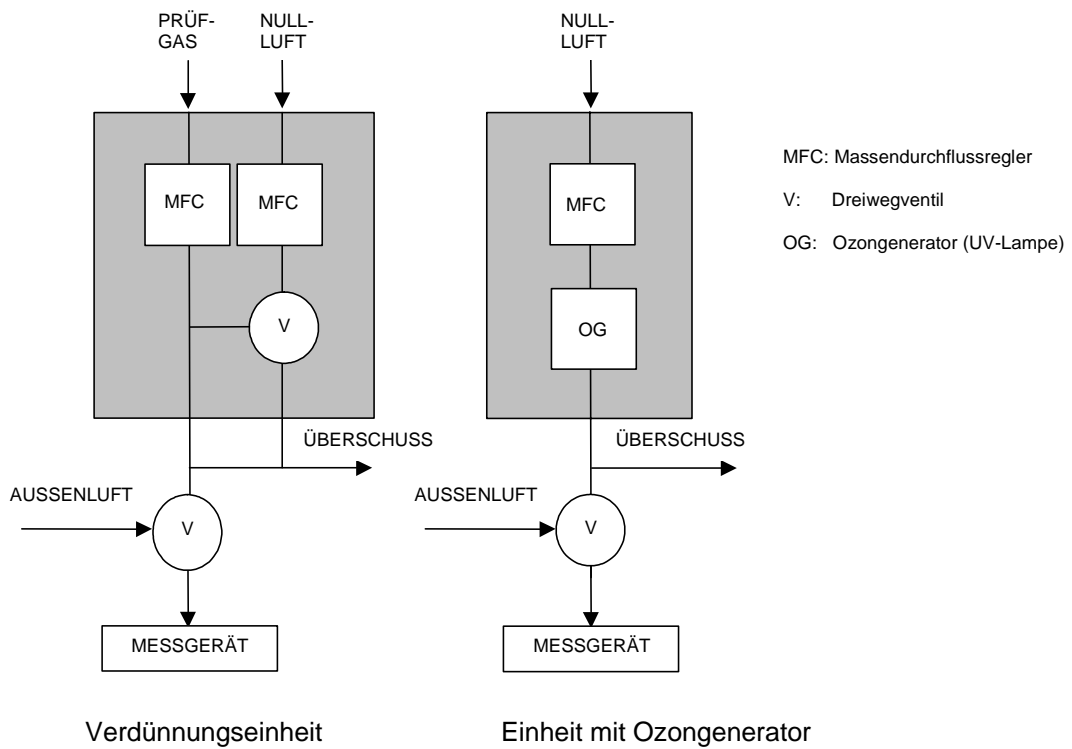 PRÜF-
GAS
NULL-
LUFT
MFC
MFC
V
ÜBERSCHUSS
AUSSENLUFT
V
MESSGERÄT
Verdünnungseinheit
NULL-
LUFT
MFC
OG
ÜBERSCHUSS
AUSSENLUFT
V
MESSGERÄT
Einheit mit Ozongenerator
MFC: Massendurchflussregler
V: Dreiwegventil
OG: Ozongenerator (UV-Lampe)